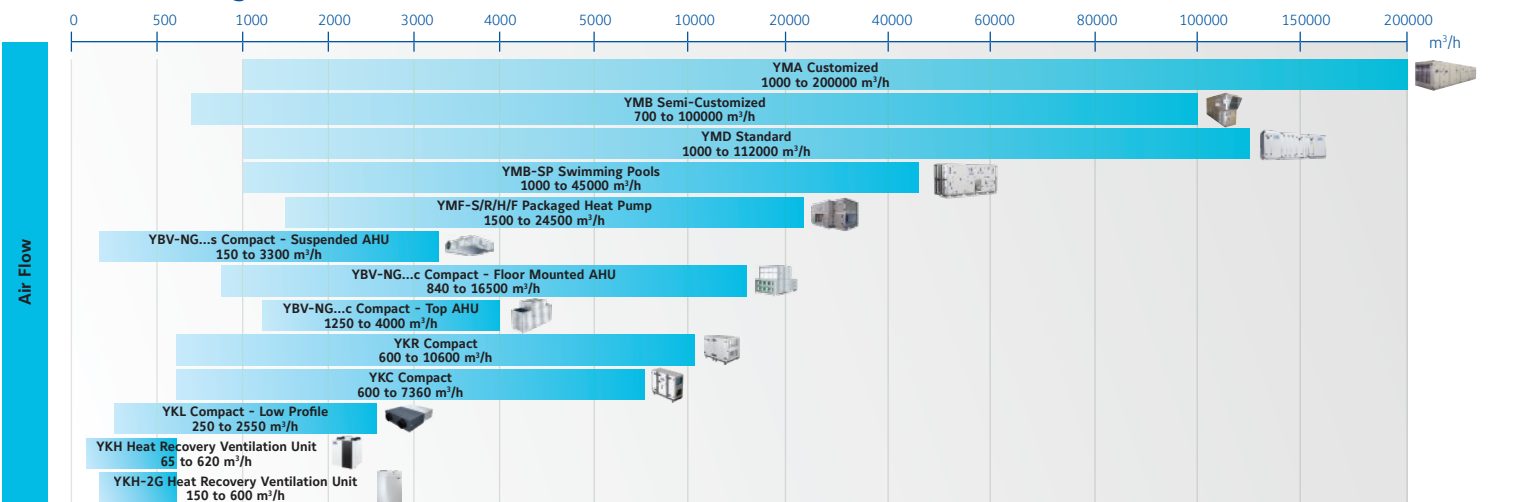 0 500 1000 2000 3000 4000 5000 10000 20000 40000 60000 80000 100000 150000 200000
m³/h
Air Flow
YMA Customized
1000 to 200000 m³/h
YMB Semi-Customized
700 to 100000 m³/h
YMD Standard
1000 to 112000 m³/h
YMB-SP Swimming Pools
1000 to 45000 m³/h
YMF-S/R/H/F Packaged Heat Pump
1500 to 24500 m³/h
YBV-NG...s Compact - Suspended AHU
150 to 3300 m³/h
YBV-NG...c Compact - Floor Mounted AHU
840 to 16500 m³/h
YBV-NG...c Compact - Top AHU
1250 to 4000 m³/h
YKR Compact
600 to 10600 m³/h
YKC Compact
600 to 7360 m³/h
YKL Compact - Low Profile
250 to 2550 m³/h
YKH Heat Recovery Ventilation Unit
65 to 620 m³/h
YKH-2G Heat Recovery Ventilation Unit
150 to 600 m³/h